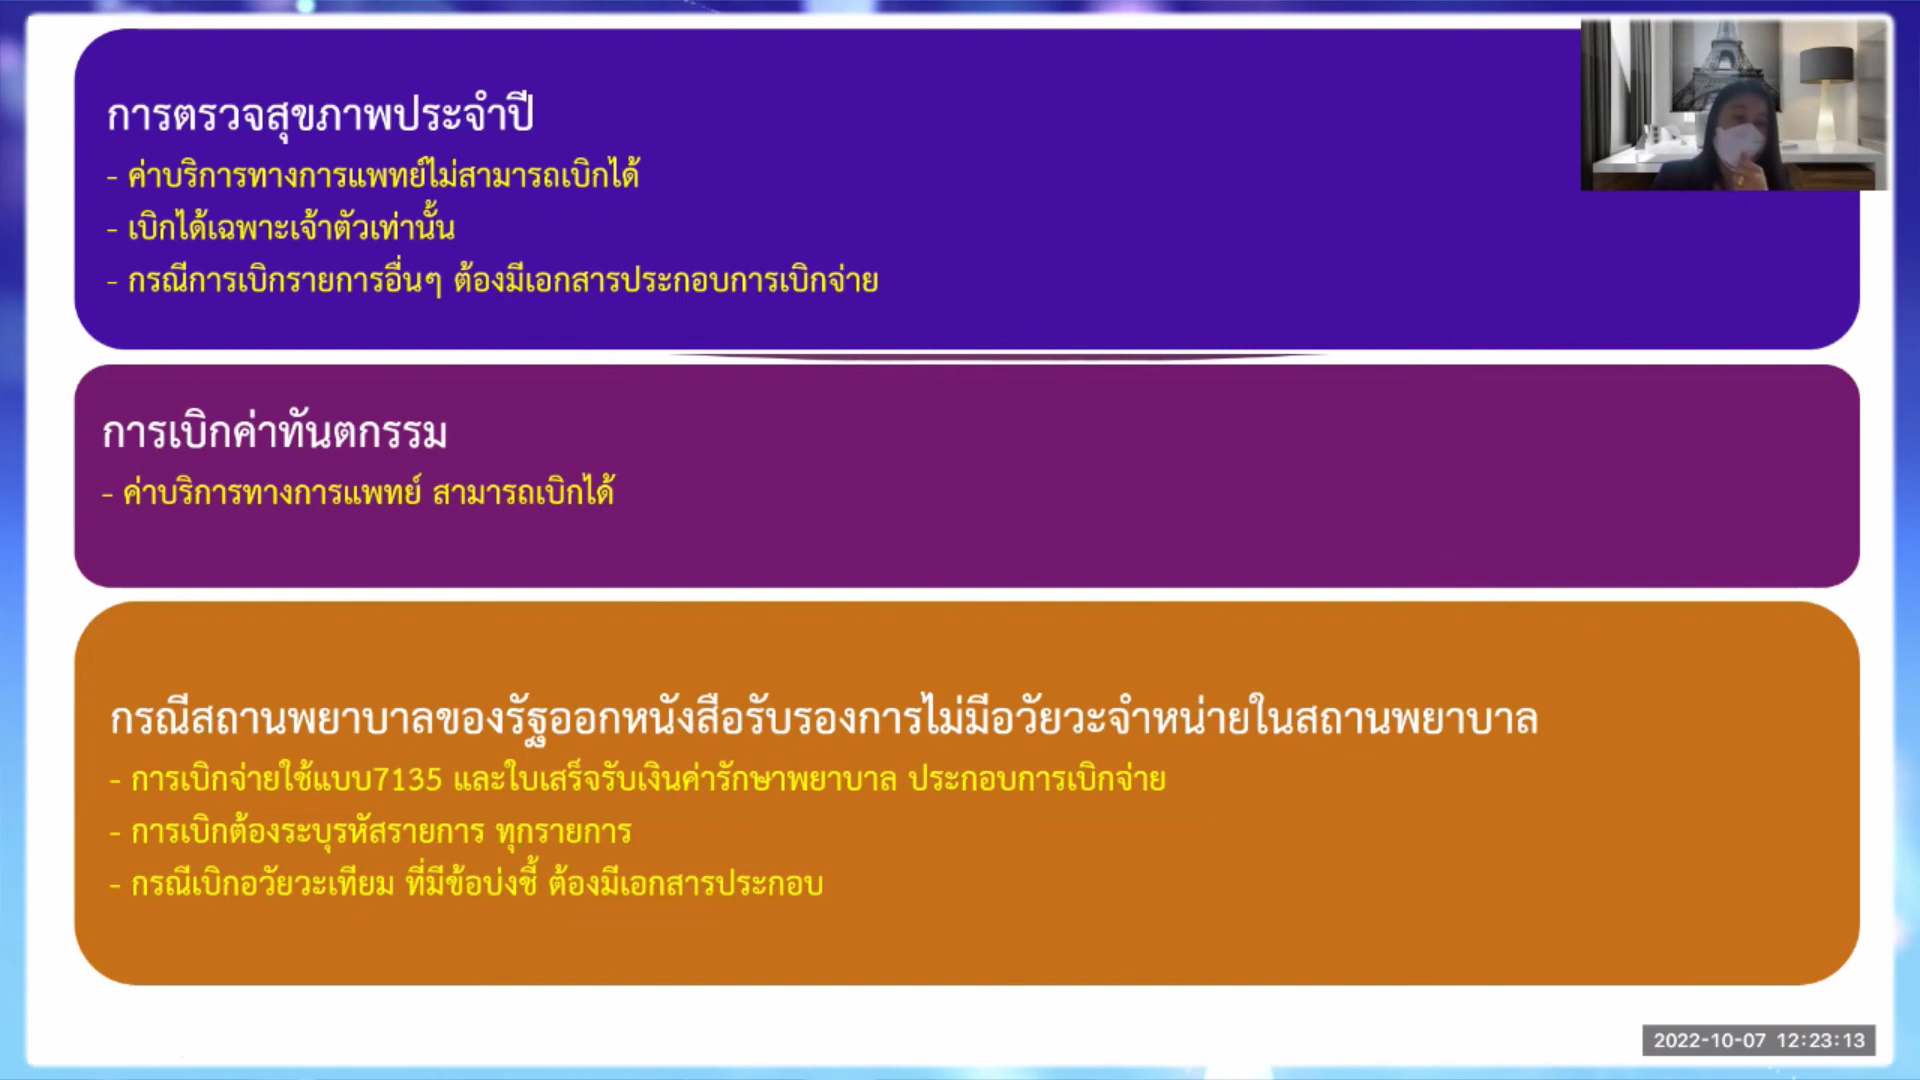 การตรวจสุขภาพประจำปี
- ค่าบริการทางการแพทย์ไม่สามารถเบิกได้
- เบิกได้เฉพาะเจ้าตัวเท่านั้น
- กรณีการเบิกรายการอื่นๆ ต้องมีเอกสารประกอบการเบิกจ่าย
การเบิกค่าทันตกรรม
- ค่าบริการทางการแพทย์ สามารถเบิกได้
กรณีสถานพยาบาลของรัฐออกหนังสือรับรองการไม่มีอวัยวะจำหน่ายในสถานพยาบาล
- การเบิกจ่ายใช้แบบ7135 และใบเสร็จรับเงินค่ารักษาพยาบาล ประกอบการเบิกจ่าย
- การเบิกต้องระบุรหัสรายการ ทุกรายการ
- กรณีเบิกอวัยวะเทียม ที่มีข้อบ่งชี้ ต้องมีเอกสารประกอบ
2022-10-07 12:23:13